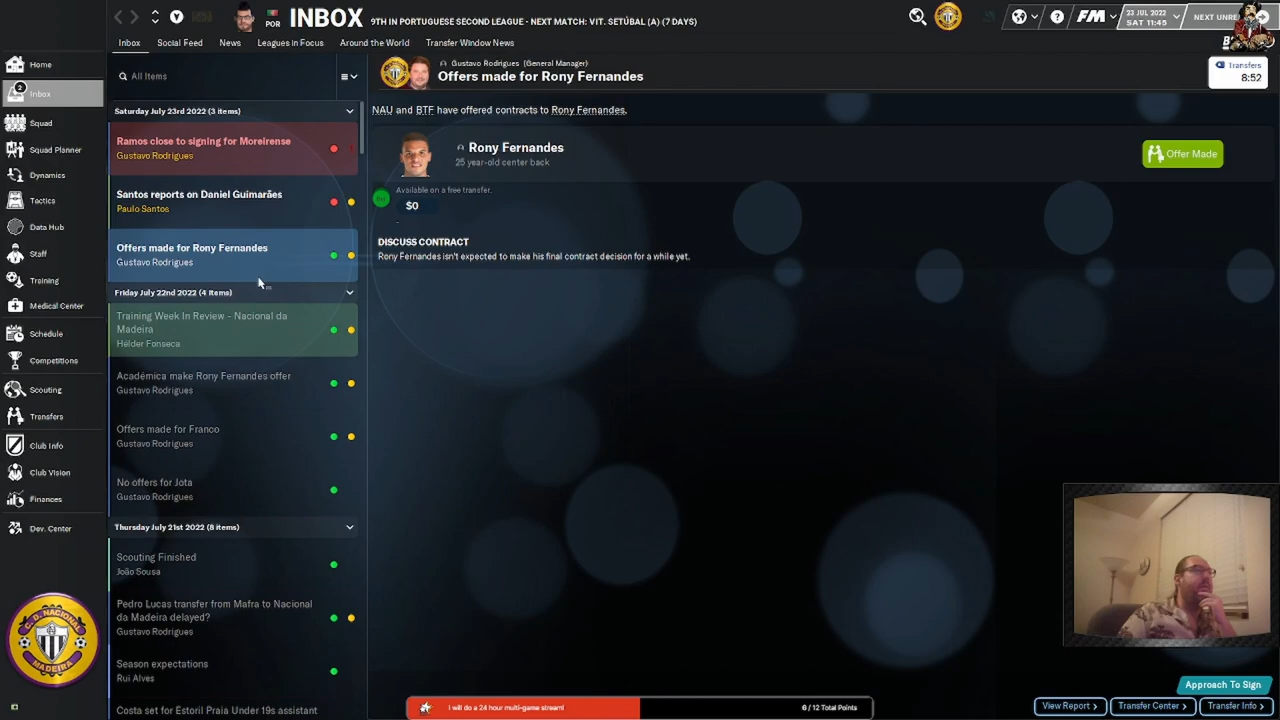 POR
INBOX
9TH IN PORTUGUESE SECOND LEAGUE - NEXT MATCH: VIT. SETÚBAL (A) (7 DAYS)
FM
23 JUL 2022
SAT 11:45
NEXT UNRE
Inbox
Social Feed
News
Leagues in Focus
Around the World
Transfer Window News
Transfers
8:52
Home
2
Inbox
Squad
Squad Planner
Dynamics
Tactics
Data Hub
Staff
Training
Medical Center
Schedule
Competitions
Scouting
Transfers
Club Info
Club Vision
Finances
Dev. Center
C. D. NACIONAL
MADEIRA
All Items
Saturday July 23rd 2022 (3 items)
Ramos close to signing for Moreirense
Gustavo Rodrigues
Santos reports on Daniel Guimarães
Paulo Santos
Offers made for Rony Fernandes
Gustavo Rodrigues
Friday July 22nd 2022 (4 items)
Training Week In Review - Nacional da
Madeira
Hélder Fonseca
Académica make Rony Fernandes offer
Gustavo Rodrigues
Offers made for Franco
Gustavo Rodrigues
No offers for Jota
Gustavo Rodrigues
Thursday July 21st 2022 (8 items)
Scouting Finished
João Sousa
Pedro Lucas transfer from Mafra to Nacional
da Madeira delayed?
Gustavo Rodrigues
Season expectations
Rui Alves
Costa set for Estoril Praia Under 19s assistant
Gustavo Rodrigues (General Manager)
Offers made for Rony Fernandes
NAU and BTF have offered contracts to Rony Fernandes.
Rony Fernandes
25 year-old center back
Offer Made
Available on a free transfer.
$0
-
DISCUSS CONTRACT
Rony Fernandes isn't expected to make his final contract decision for a while yet.
Approach To Sign
View Report
Transfer Center
Transfer Info
I will do a 24 hour multi-game stream!
6 / 12 Total Points